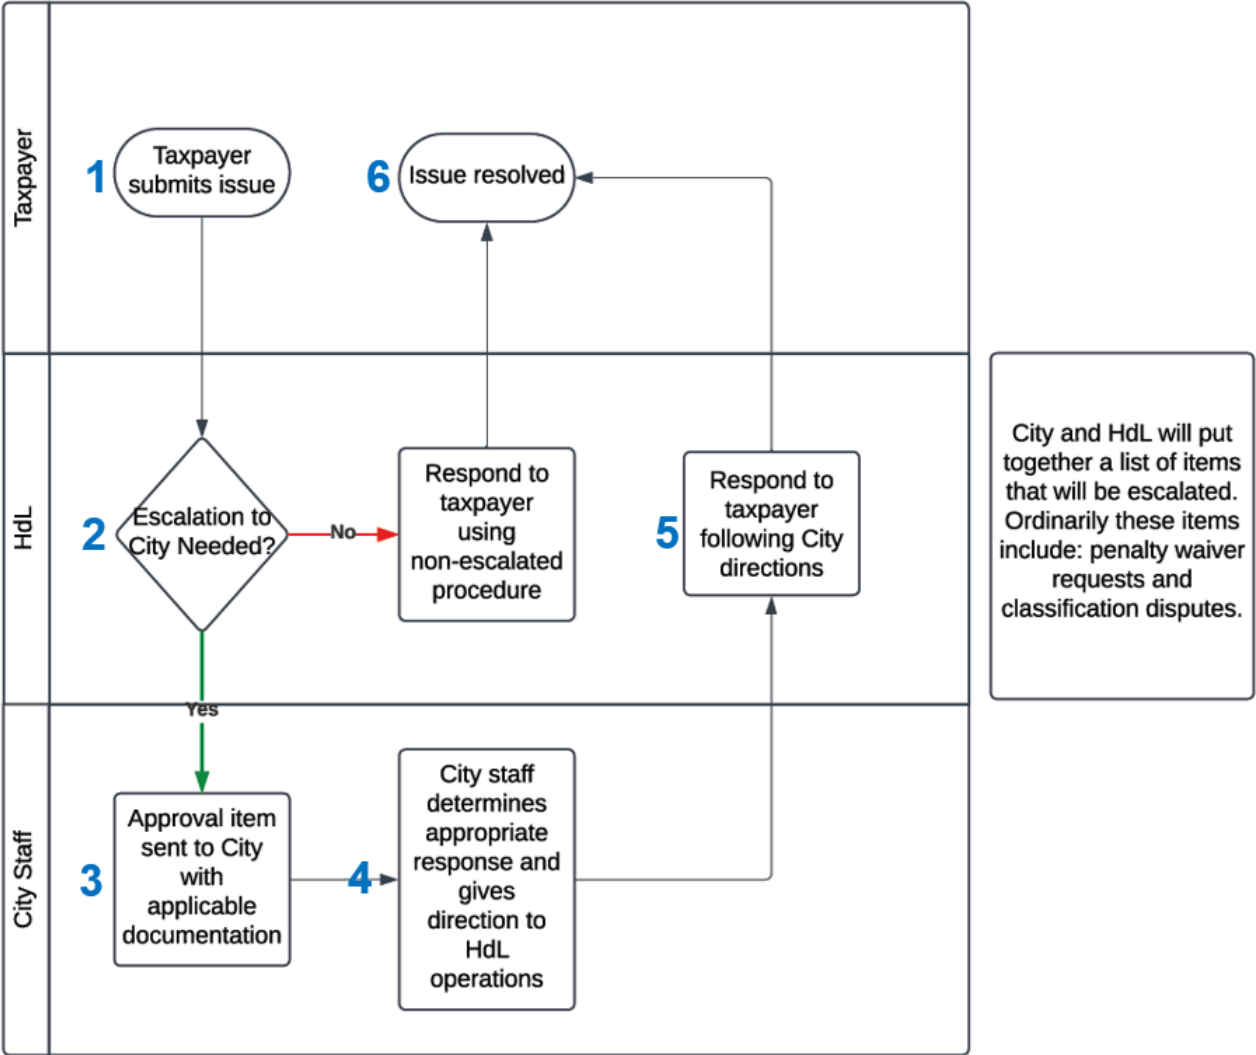 Taxpayer
1
Taxpayer
submits issue
6
Issue resolved
HdL
2
Escalation to
City Needed?
No
Respond to
taxpayer
using
non-escalated
procedure
5
Respond to
taxpayer
following City
directions
Yes
City Staff
3
Approval item
sent to City
with
applicable
documentation
4
City staff
determines
appropriate
response and
gives
direction to
HdL
operations
City and HdL will put
together a list of items
that will be escalated.
Ordinarily these items
include: penalty waiver
requests and
classification disputes.